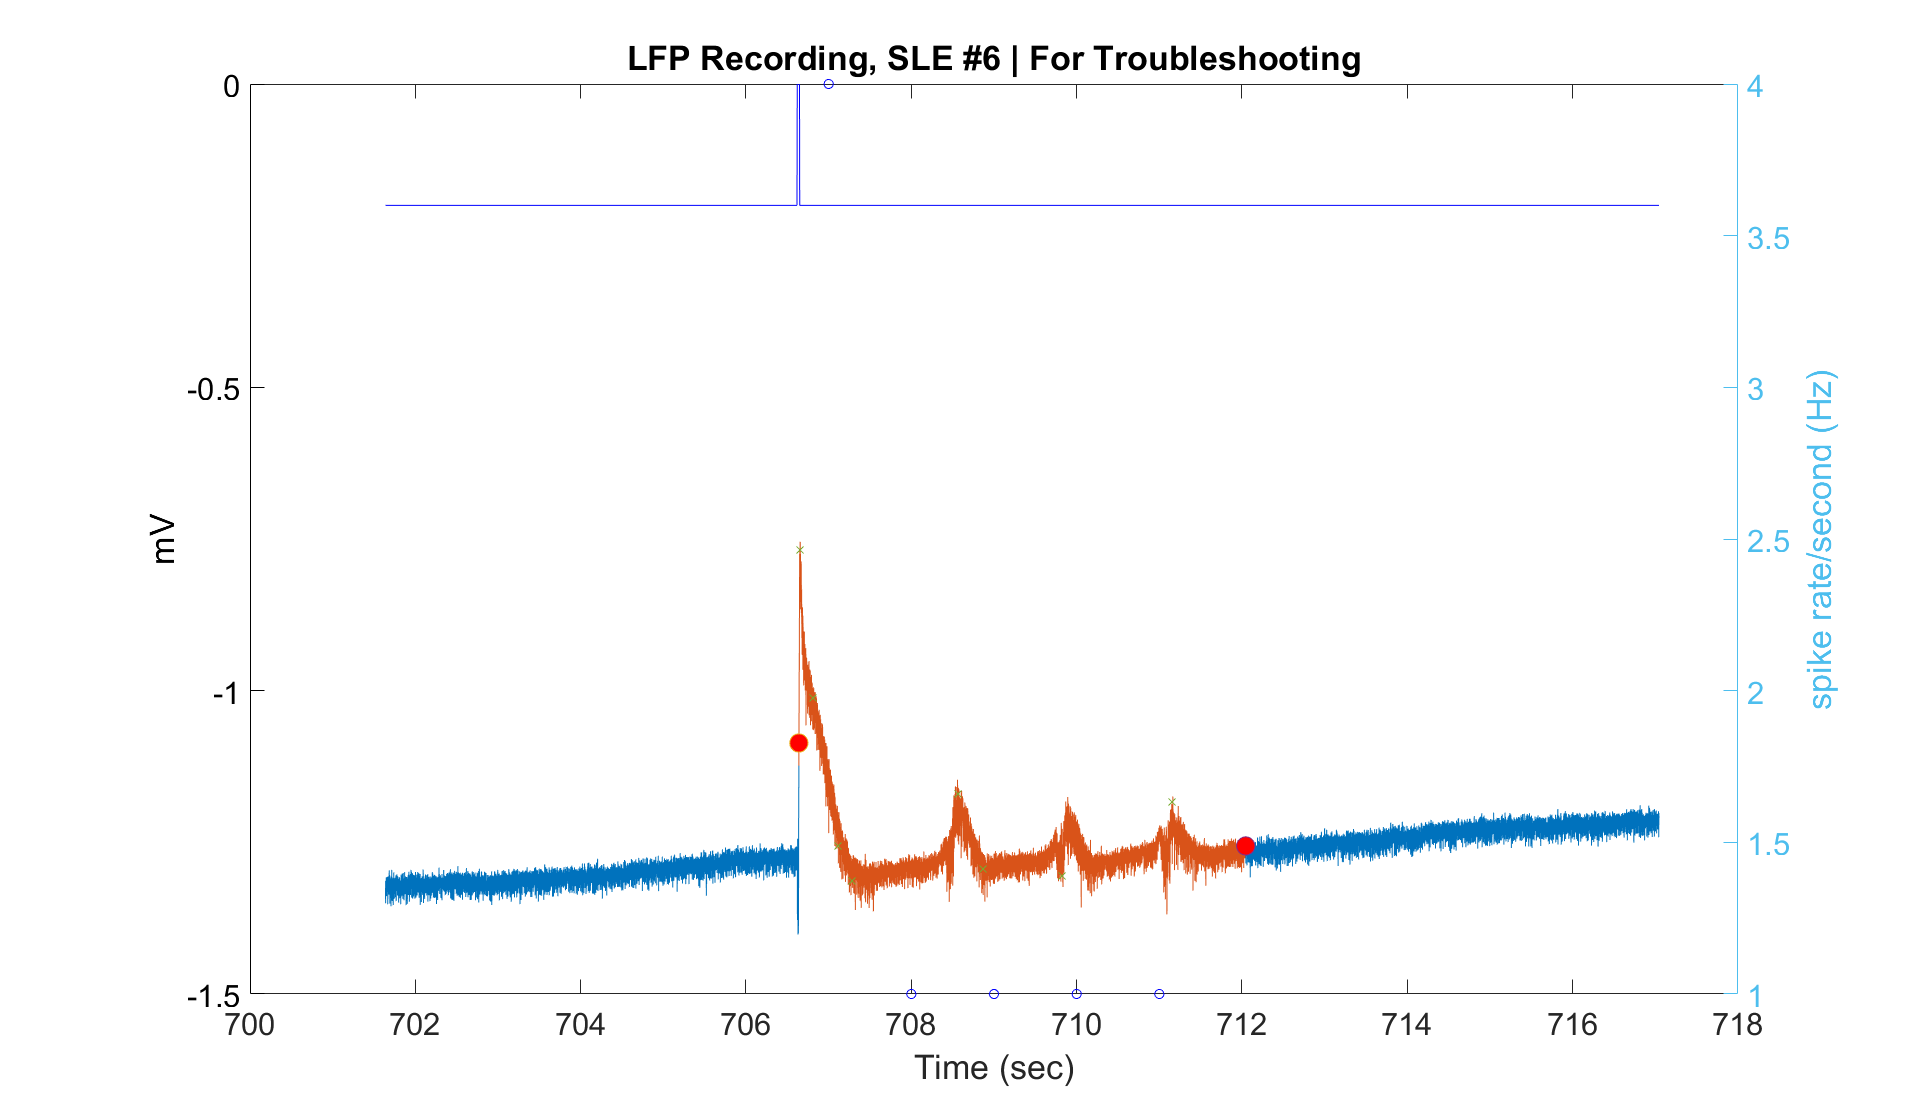 LFP Recording, SLE #6 | For Troubleshooting
0
-0.5
-1
-1.5
mV
4
3.5
3
2.5
2
1.5
1
spike rate/second (Hz)
700 702 704 706 708 710 712 714 716 718
Time (sec)